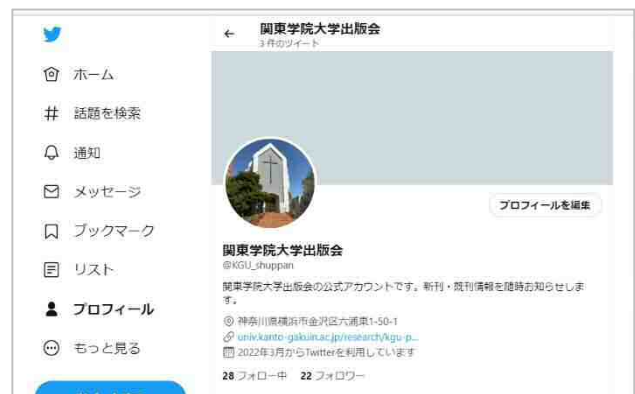 ホーム
話題を検索
通知
メッセージ
ブックマーク
リスト
プロフィール
もっと見る
関東学院大学出版会
3 件のツイート
プロフィールを編集
関東学院大学出版会
@KGU_shuppan
関東学院大学出版会の公式アカウントです。新刊・既刊情報を随時お知らせしま
す。
神奈川県横浜市金沢区六浦東1-50-1
univ.kanto-gakuin.ac.jp/research/kgu-p...
2022年3月からTwitterを利用しています
28 フォロー中 22 フォロワー